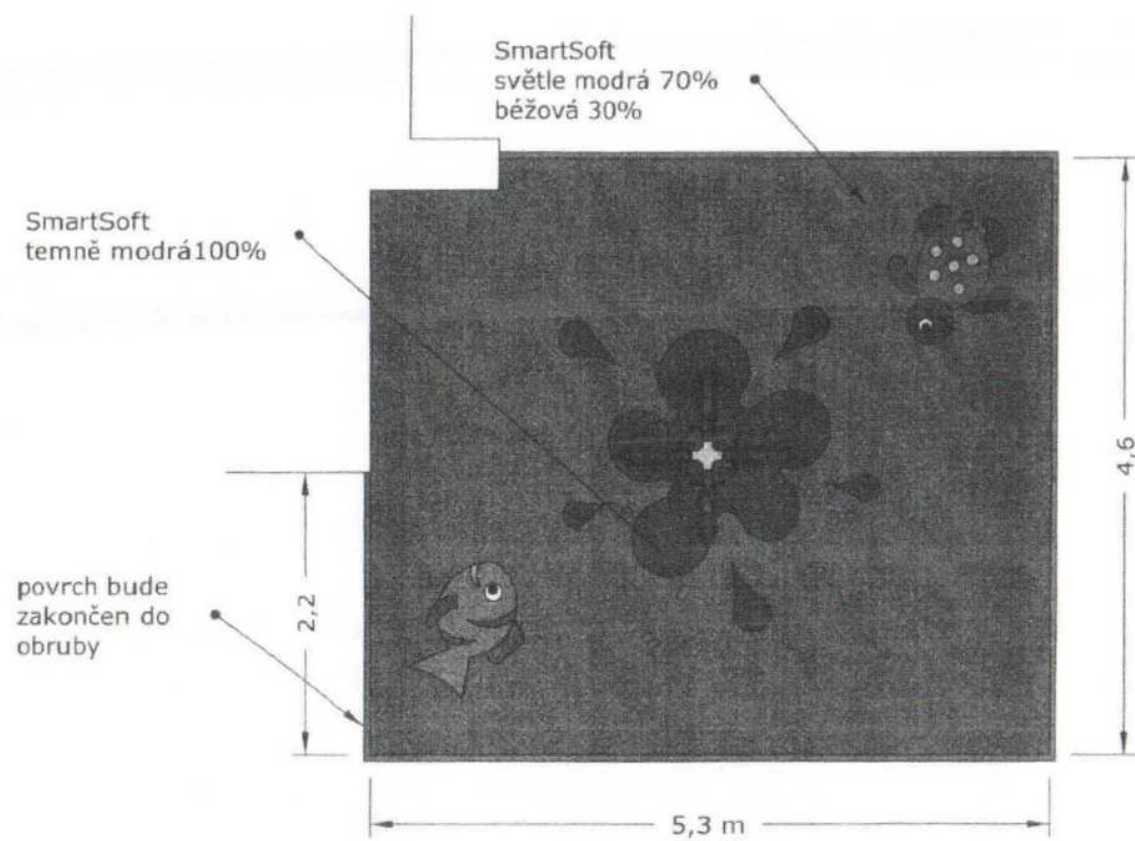 SmartSoft
světle modrá 70%
béžová 30%
SmartSoft
temně modrá100%
4,6
povrch bude
zakončen do
obruby
2,2
5,3 m